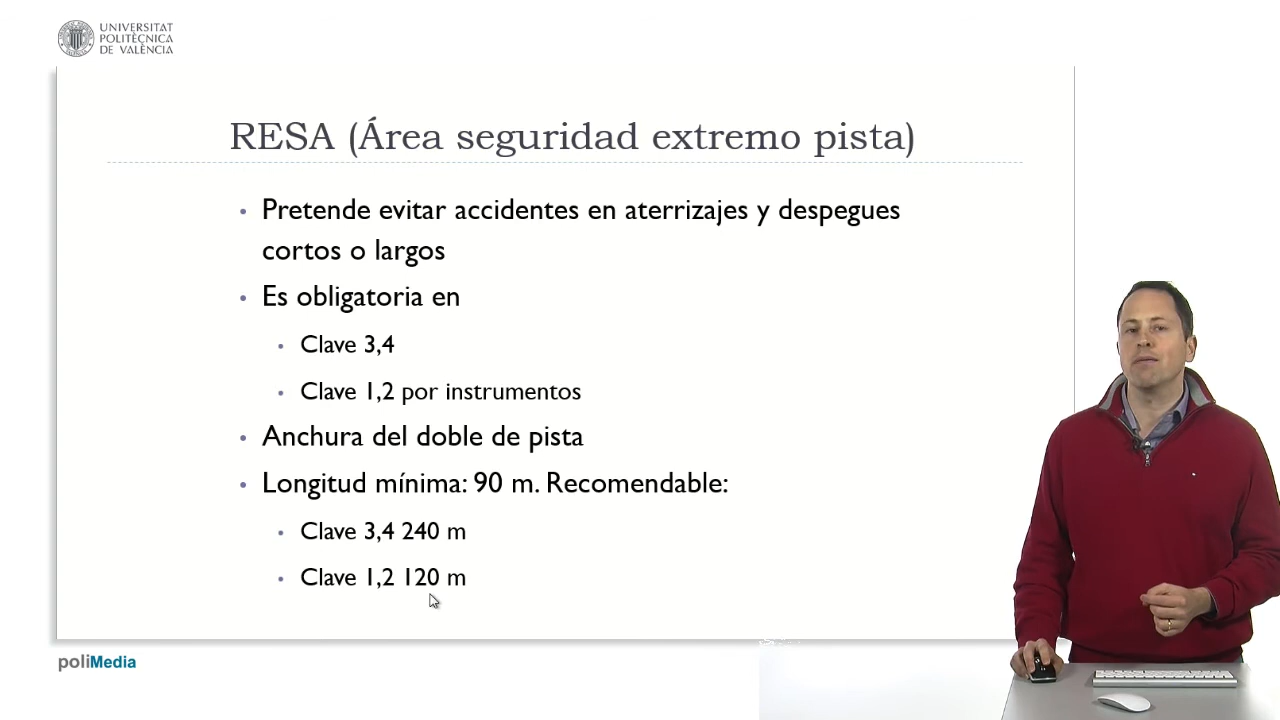 UNIVERSITAT
POLITÈCNICA
DE VALÈNCIA
RESA (Área seguridad extremo pista)
• Pretende evitar accidentes en aterrizajes y despegues
cortos o largos
• Es obligatoria en
• Clave 3,4
• Clave 1,2 por instrumentos
• Anchura del doble de pista
• Longitud mínima: 90 m. Recomendable:
• Clave 3,4 240 m
• Clave 1,2 120 m
poliMedia